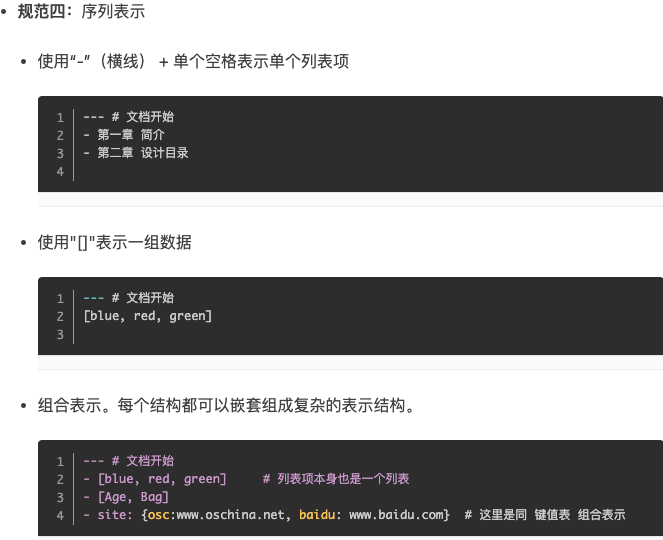 • 规范四：序列表示
• 使用“-”（横线） + 单个空格表示单个列表项
1 --- # 文档开始
2 - 第一章 简介
3 - 第二章 设计目录
4
• 使用"[]"表示一组数据
1 --- # 文档开始
2 [blue, red, green]
3
• 组合表示。每个结构都可以嵌套组成复杂的表示结构。
1 --- # 文档开始
2 - [blue, red, green]     # 列表项本身也是一个列表
3 - [Age, Bag]
4 - site: {osc:www.oschina.net, baidu: www.baidu.com}  # 这里是同 键值表 组合表示